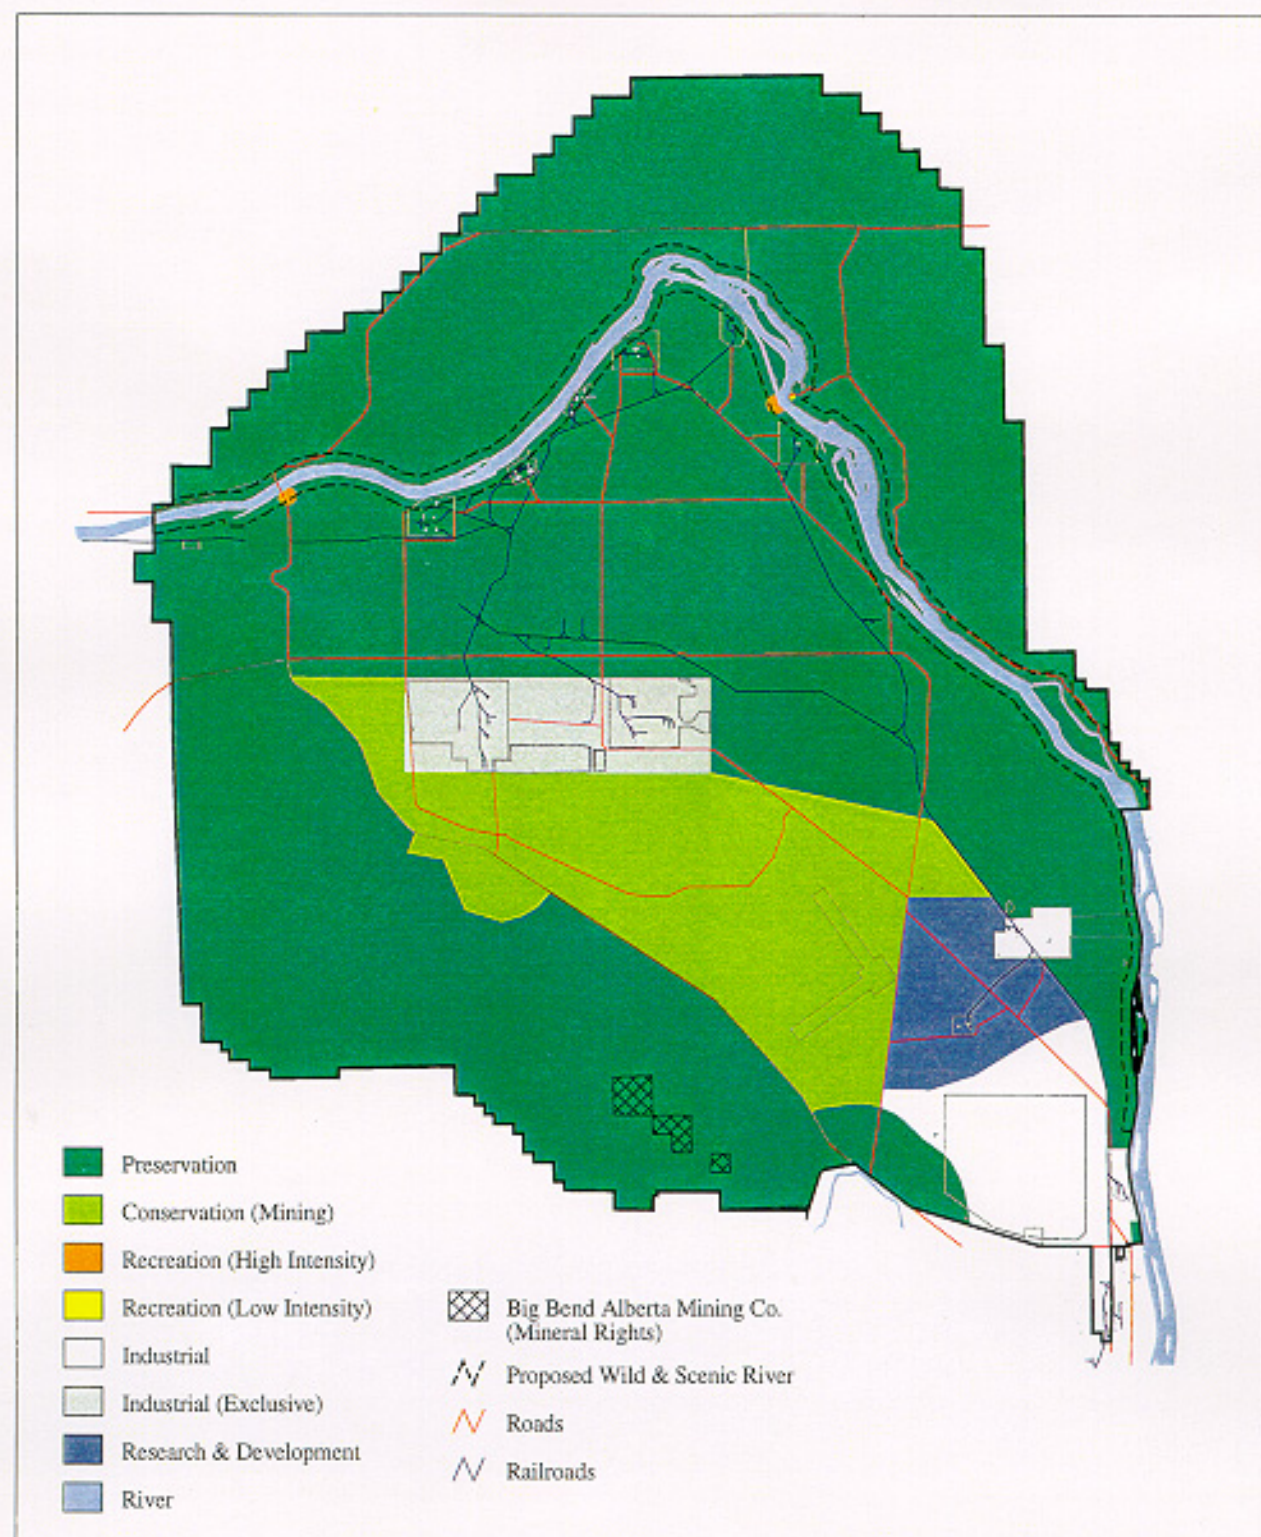 Preservation
Conservation (Mining)
Recreation (High Intensity)
Recreation (Low Intensity)
Industrial
Industrial (Exclusive)
Research & Development
River
Big Bend Alberta Mining Co.
(Mineral Rights)
Proposed Wild & Scenic River
Roads
Railroads